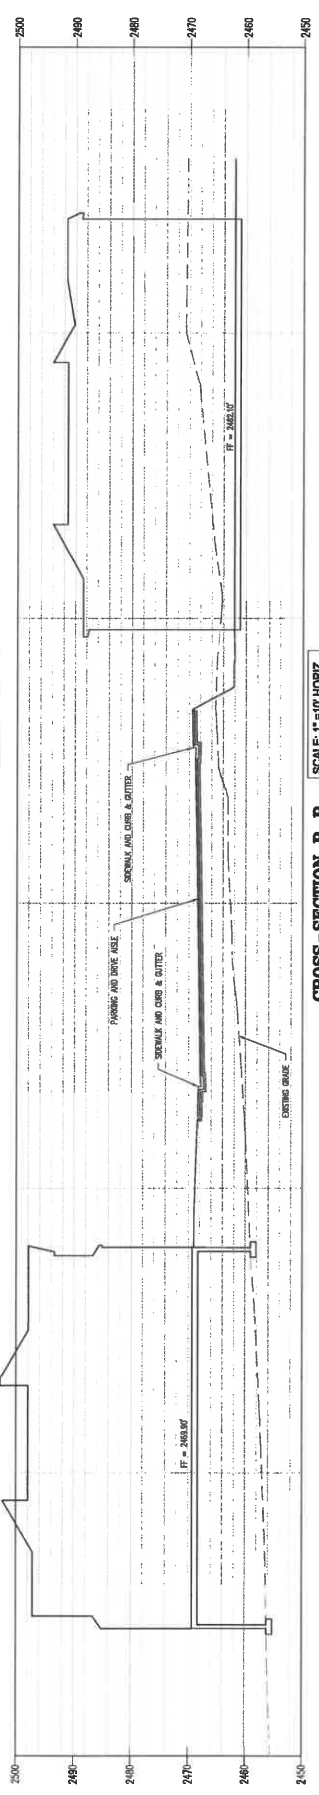 2500
2490
2480
2470
2460
2450
FF = 2462.10'
SIDEWALK AND CURB & GUTTER
PARKING AND DRIVE AISLE
SIDEWALK AND CURB & GUTTER
EXISTING GRADE
FF = 2469.90'
2500
2490
2480
2470
2460
2450
SCALE: 1"=10' HORIZ
CROSS-SECTION